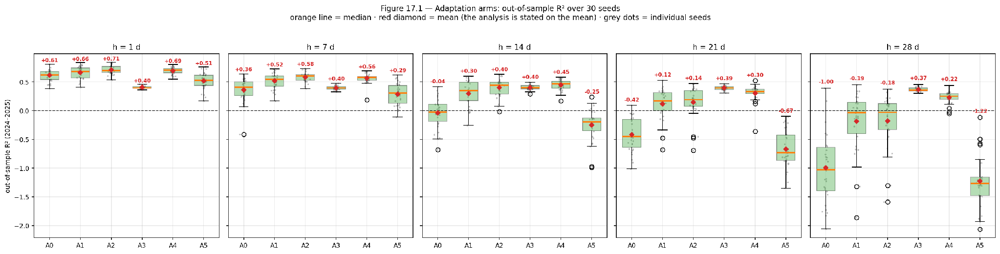 Figure 17.1 — Adaptation arms: out-of-sample R² over 30 seeds
orange line = median · red diamond = mean (the analysis is stated on the mean) · grey dots = individual seeds
h = 1 d
h = 7 d
h = 14 d
h = 21 d
h = 28 d
out-of-sample R² (2024–2025)
0.5
0.0
−0.5
−1.0
−1.5
−2.0
+0.61 +0.66 +0.71 +0.40 +0.69 +0.51
+0.36 +0.52 +0.58 +0.40 +0.56 +0.29
-0.04 +0.30 +0.40 +0.40 +0.45 -0.25
-0.42 +0.12 +0.14 +0.39 +0.30 -0.67
-1.00 -0.19 -0.18 +0.37 +0.22 -1.22
A0 A1 A2 A3 A4 A5
A0 A1 A2 A3 A4 A5
A0 A1 A2 A3 A4 A5
A0 A1 A2 A3 A4 A5
A0 A1 A2 A3 A4 A5